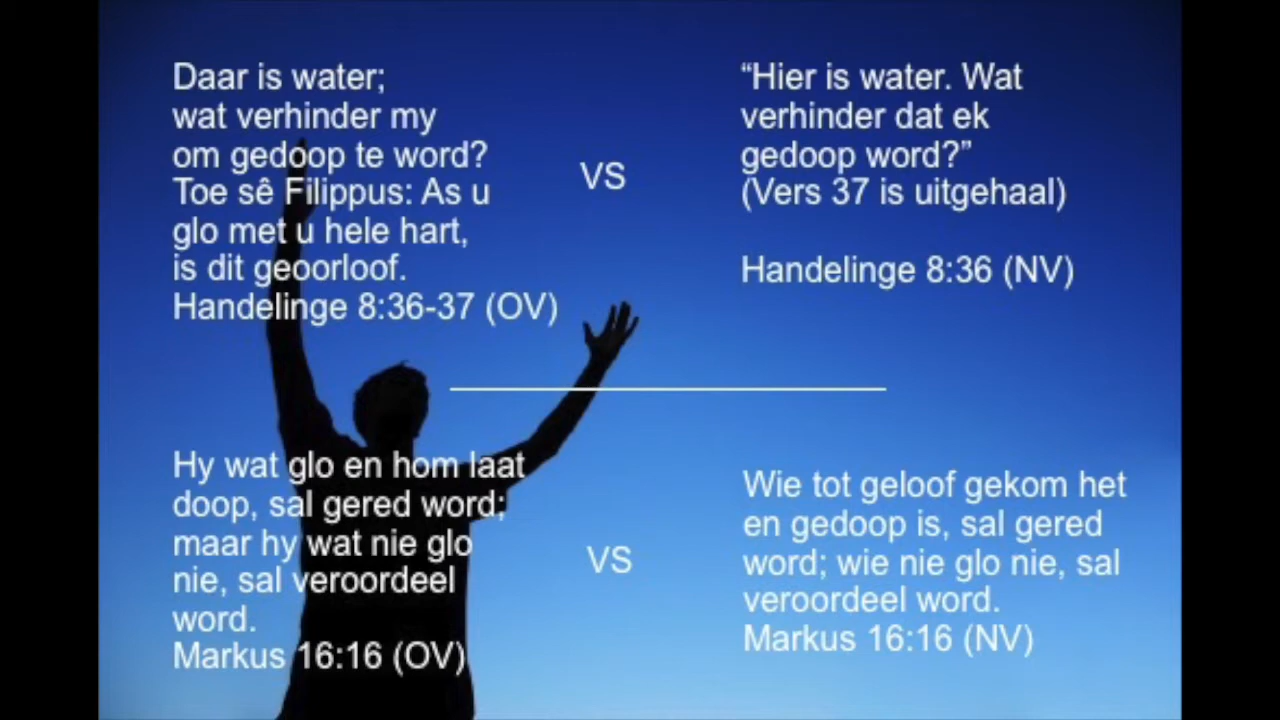 Daar is water;
wat verhinder my
om gedoop te word?
Toe sê Filippus: As u
glo met u hele hart,
is dit geoorloof.
Handelinge 8:36-37 (OV)
VS
“Hier is water. Wat
verhinder dat ek
gedoop word?”
(Vers 37 is uitgehaal)
Handelinge 8:36 (NV)
Hy wat glo en hom laat
doop, sal gered word;
maar hy wat nie glo
nie, sal veroordeel
word.
Markus 16:16 (OV)
VS
Wie tot geloof gekom het
en gedoop is, sal gered
word; wie nie glo nie, sal
veroordeel word.
Markus 16:16 (NV)